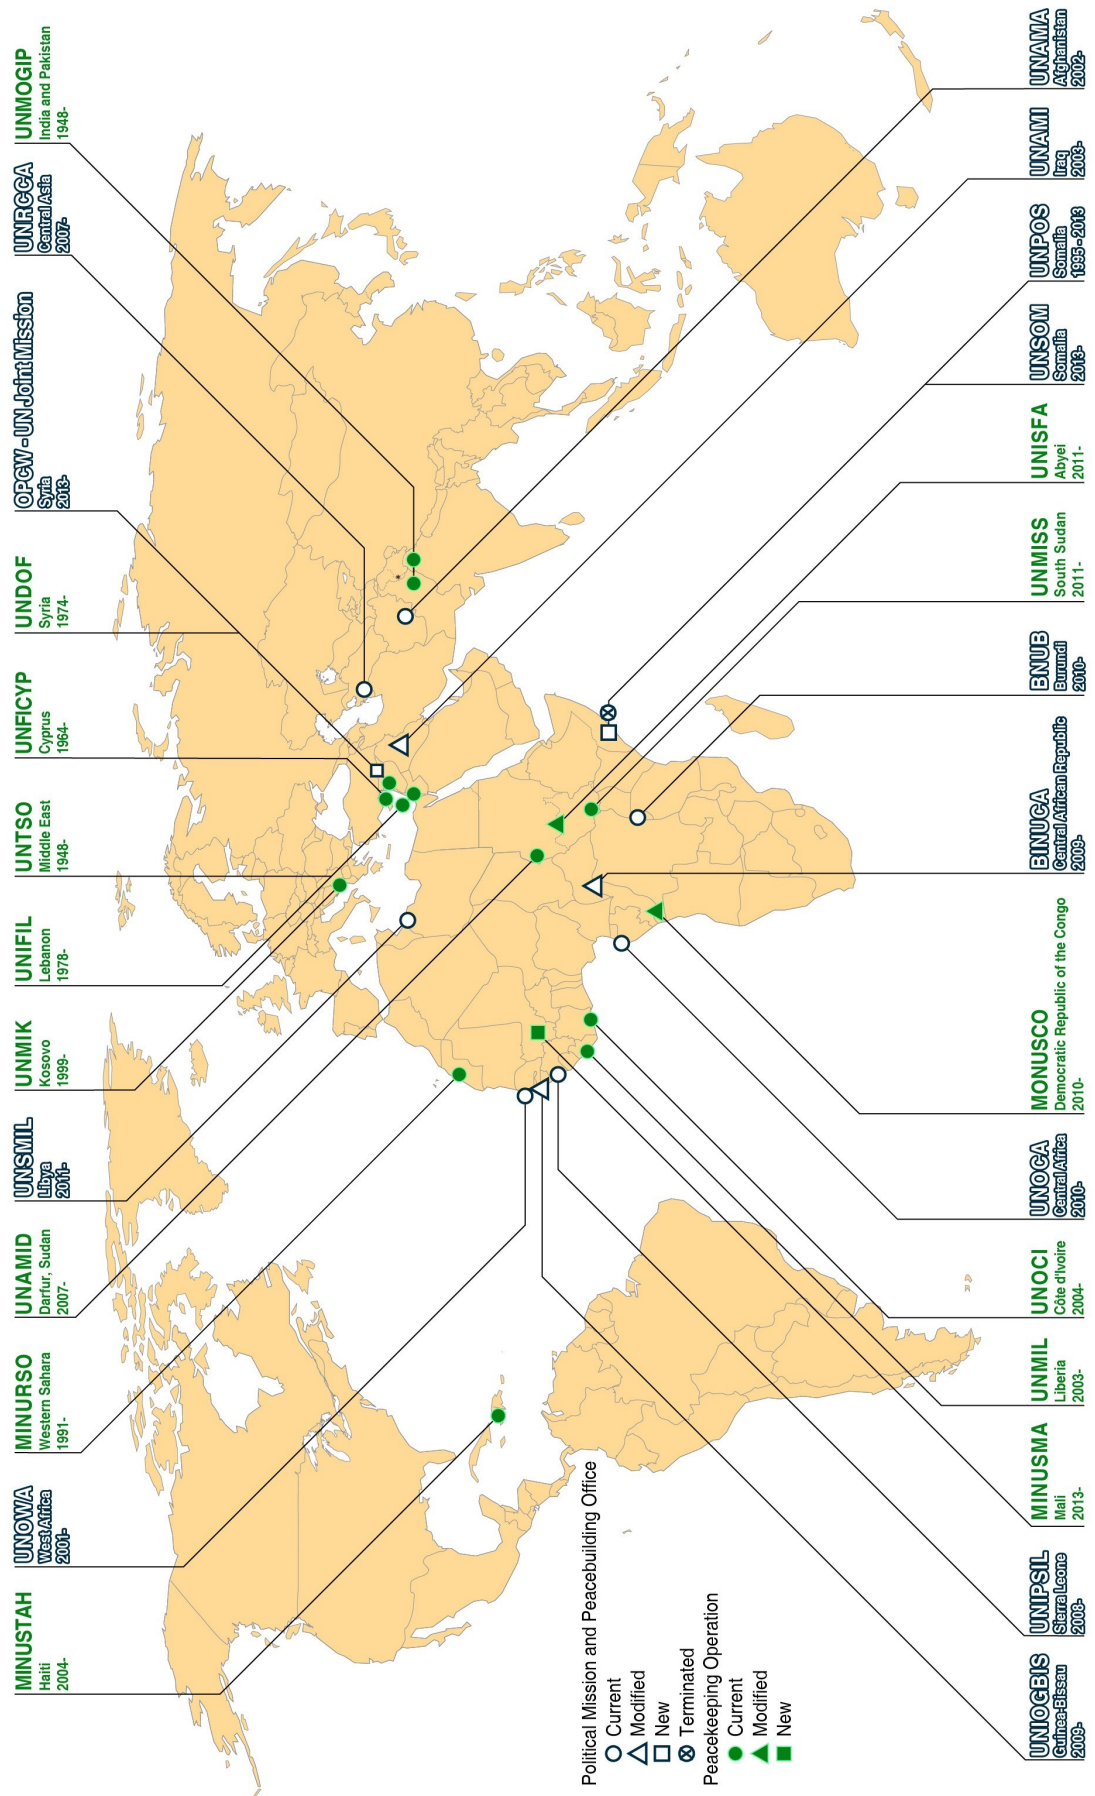 MINUSTAH
Haiti
2004-
UNOWA
West Africa
2001-
MINURSO
Western Sahara
1991-
UNAMID
Darfur, Sudan
2007-
UNSMIL
Libya
2011-
UNMIK
Kosovo
1999-
UNIFIL
Lebanon
1978-
UNTSO
Middle East
1948-
UNFICYP
Cyprus
1964-
UNDOF
Syria
1974-
OPCW - UN Joint Mission
Syria
2013-
UNRCCA
Central Asia
2007-
UNMOGIP
India and Pakistan
1948-
Political Mission and Peacebuilding Office
Current
Modified
New
Terminated
Peacekeeping Operation
Current
Modified
New
UNIOGBIS
Guinea-Bissau
2009-
UNIPSIL
Sierra Leone
2008-
MINUSMA
Mali
2013-
UNMIL
Liberia
2003-
UNOCI
Côte d'Ivoire
2004-
UNOCA
Central Africa
2010-
MONUSCO
Democratic Republic of the Congo
2010-
BINUCA
Central African Republic
2009-
BNUB
Burundi
2010-
UNMISS
South Sudan
2011-
UNISFA
Abyei
2011-
UNSOM
Somalia
2013-
UNPOS
Somalia
1995 - 2013
UNAMI
Iraq
2003-
UNAMA
Afghanistan
2002-